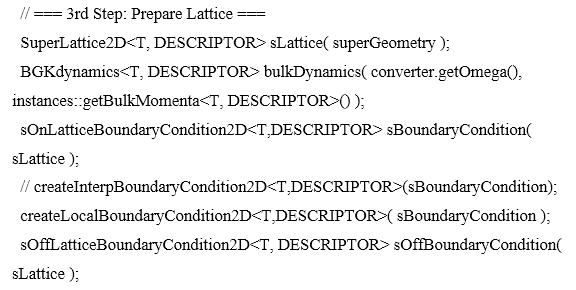 // === 3rd Step: Prepare Lattice ===
SuperLattice2D<T, DESCRIPTOR> sLattice( superGeometry );
BGKdynamics<T, DESCRIPTOR> bulkDynamics( converter.getOmega(),
instances::getBulkMomenta<T, DESCRIPTOR>() );
sOnLatticeBoundaryCondition2D<T,DESCRIPTOR> sBoundaryCondition(
sLattice );
// createInterpBoundaryCondition2D<T,DESCRIPTOR>(sBoundaryCondition);
createLocalBoundaryCondition2D<T,DESCRIPTOR>( sBoundaryCondition );
sOffLatticeBoundaryCondition2D<T, DESCRIPTOR> sOffBoundaryCondition(
sLattice );